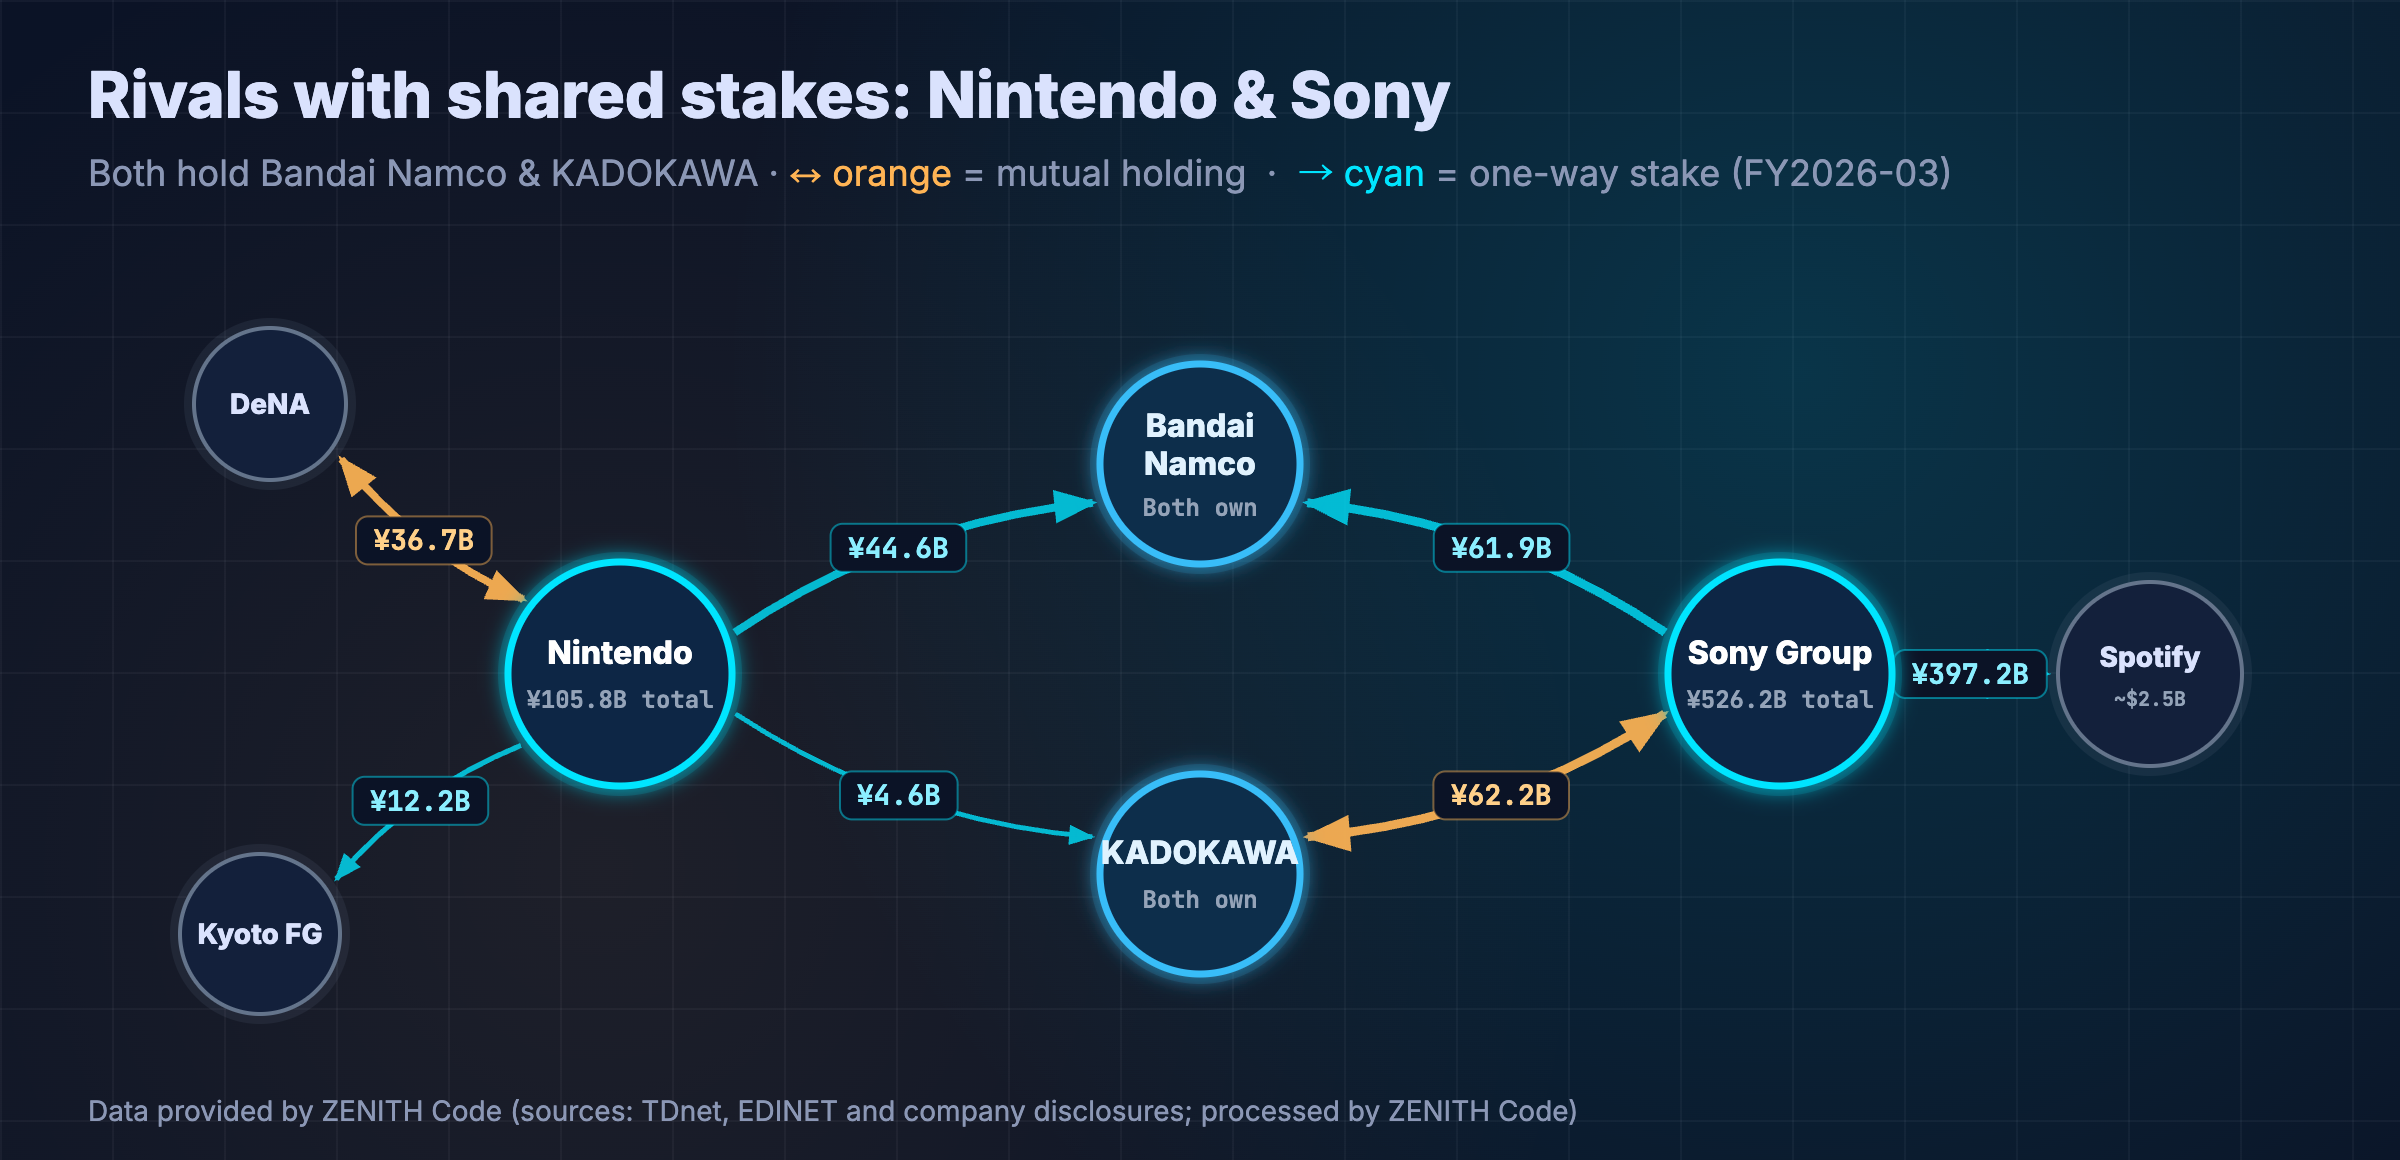 Rivals with shared stakes: Nintendo & Sony
Both hold Bandai Namco & KADOKAWA · ↔ orange = mutual holding · → cyan = one-way stake (FY2026-03)
DeNA
¥36.7B
Nintendo
¥105.8B total
¥12.2B
Kyoto FG
¥44.6B
Bandai
Namco
Both own
¥61.9B
¥4.6B
KADOKAWA
Both own
¥62.2B
Sony Group
¥526.2B total
¥397.2B
Spotify
~$2.5B
Data provided by ZENITH Code (sources: TDnet, EDINET and company disclosures; processed by ZENITH Code)